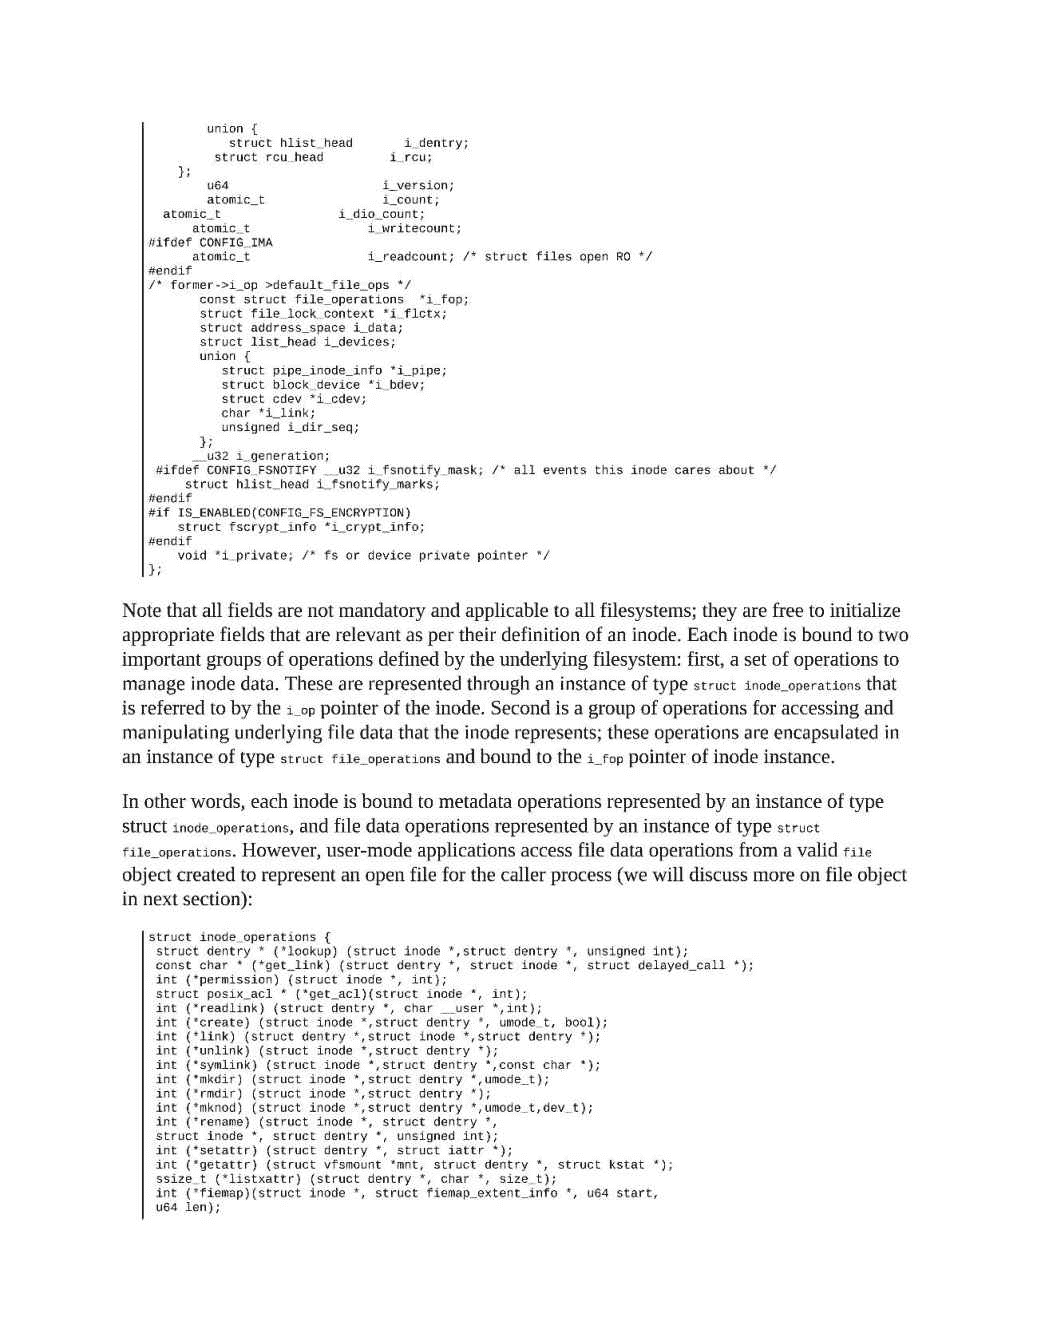 union {
struct hlist_head i_dentry;
struct rcu_head i_rcu;
};
u64 i_version;
atomic_t i_count;
atomic_t i_dio_count;
atomic_t i_writecount;
#ifdef CONFIG_IMA
atomic_t i_readcount; /* struct files open RO */
#endif
/* former->i_op >default_file_ops */
const struct file_operations *i_fop;
struct file_lock_context *i_flctx;
struct address_space i_data;
struct list_head i_devices;
union {
struct pipe_inode_info *i_pipe;
struct block_device *i_bdev;
struct cdev *i_cdev;
char *i_link;
unsigned i_dir_seq;
};
__u32 i_generation;
#ifdef CONFIG_FSNOTIFY __u32 i_fsnotify_mask; /* all events this inode cares about */
struct hlist_head i_fsnotify_marks;
#endif
#if IS_ENABLED(CONFIG_FS_ENCRYPTION)
struct fscrypt_info *i_crypt_info;
#endif
void *i_private; /* fs or device private pointer */
};
Note that all fields are not mandatory and applicable to all filesystems; they are free to initialize
appropriate fields that are relevant as per their definition of an inode. Each inode is bound to two
important groups of operations defined by the underlying filesystem: first, a set of operations to
manage inode data. These are represented through an instance of type struct inode_operations that
is referred to by the i_op pointer of the inode. Second is a group of operations for accessing and
manipulating underlying file data that the inode represents; these operations are encapsulated in
an instance of type struct file_operations and bound to the i_fop pointer of inode instance.
In other words, each inode is bound to metadata operations represented by an instance of type
struct inode_operations, and file data operations represented by an instance of type struct
file_operations. However, user-mode applications access file data operations from a valid file
object created to represent an open file for the caller process (we will discuss more on file object
in next section):
struct inode_operations {
struct dentry * (*lookup) (struct inode *,struct dentry *, unsigned int);
const char * (*get_link) (struct dentry *, struct inode *, struct delayed_call *);
int (*permission) (struct inode *, int);
struct posix_acl * (*get_acl)(struct inode *, int);
int (*readlink) (struct dentry *, char __user *,int);
int (*create) (struct inode *,struct dentry *, umode_t, bool);
int (*link) (struct dentry *,struct inode *,struct dentry *);
int (*unlink) (struct inode *,struct dentry *);
int (*symlink) (struct inode *,struct dentry *,const char *);
int (*mkdir) (struct inode *,struct dentry *,umode_t);
int (*rmdir) (struct inode *,struct dentry *);
int (*mknod) (struct inode *,struct dentry *,umode_t,dev_t);
int (*rename) (struct inode *, struct dentry *,
struct inode *, struct dentry *, unsigned int);
int (*setattr) (struct dentry *, struct iattr *);
int (*getattr) (struct vfsmount *mnt, struct dentry *, struct kstat *);
ssize_t (*listxattr) (struct dentry *, char *, size_t);
int (*fiemap)(struct inode *, struct fiemap_extent_info *, u64 start,
u64 len);